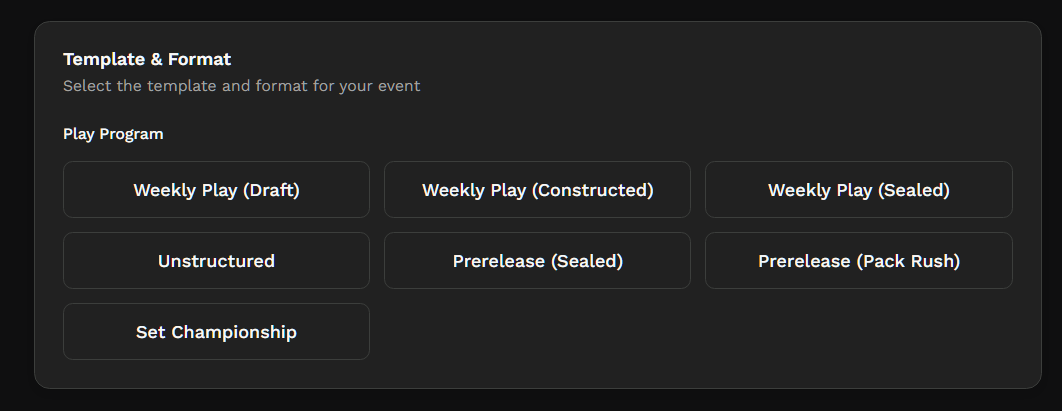 Template & Format
Select the template and format for your event
Play Program
Weekly Play (Draft)
Weekly Play (Constructed)
Weekly Play (Sealed)
Unstructured
Prerelease (Sealed)
Prerelease (Pack Rush)
Set Championship